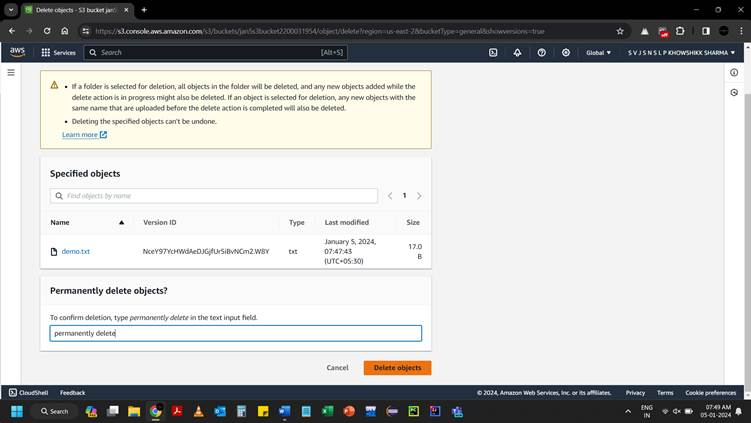 Delete objects - S3 bucket jan5
https://s3.console.aws.amazon.com/s3/buckets/jan5s3bucket2200031954/object/delete?region=us-east-2&bucketType=general&showversions=true
aws
Services
Search
[Alt+S]
Global
S V J S N S L P KHOWSHIKK SHARMA
If a folder is selected for deletion, all objects in the folder will be deleted, and any new objects added while the
delete action is in progress might also be deleted. If an object is selected for deletion, any new objects with the
same name that are uploaded before the delete action is completed will also be deleted.
Deleting the specified objects can't be undone.
Learn more
Specified objects
Find objects by name
1
Name Version ID Type Last modified Size
demo.txt NceY97YcHWdAeDJGjfUr5iBvNCm2.W8Y txt January 5, 2024, 07:47:43 (UTC+05:30) 17.0 B
Permanently delete objects?
To confirm deletion, type permanently delete in the text input field.
permanently delete
Cancel
Delete objects
CloudShell Feedback © 2024, Amazon Web Services, Inc. or its affiliates. Privacy Terms Cookie preferences
Search
ENG
IN
07:49 AM
05-01-2024